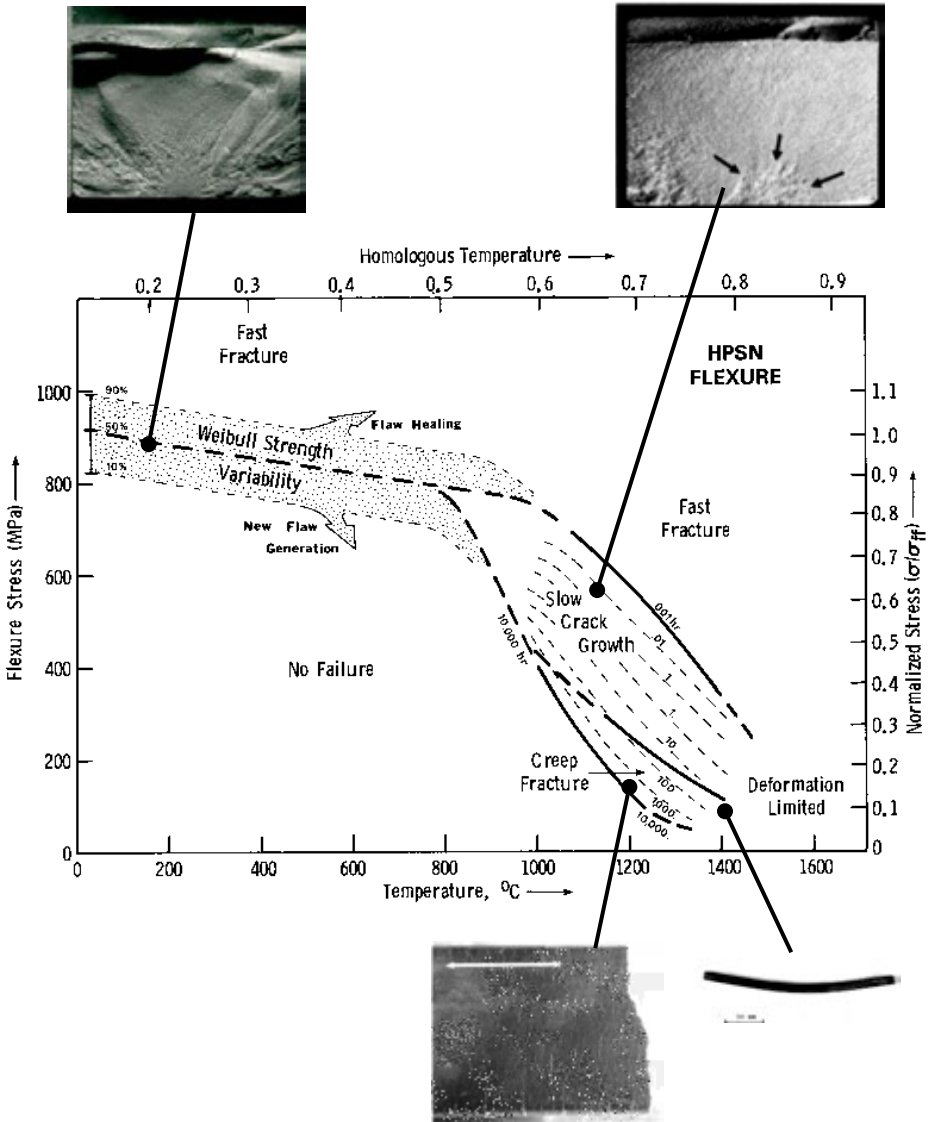 Homologous Temperature
0.2 0.3 0.4 0.5 0.6 0.7 0.8 0.9
Fast
Fracture
HPSN
FLEXURE
1000
800
600
400
200
0
Flexure Stress (MPa)
90%
50%
10%
Weibull Strength
Variability
Flaw Healing
New Flaw
Generation
Fast
Fracture
Slow
Crack
Growth
No Failure
10,000 hr
.001hr
.01
.1
1
10
100
1000.
10,000.
Creep
Fracture
Deformation
Limited
1.1
1.0
0.9
0.8
0.7
0.6
0.5
0.4
0.3
0.2
0.1
0
Normalized Stress (σ/σff)
0 200 400 600 800 1000 1200 1400 1600
Temperature, °C